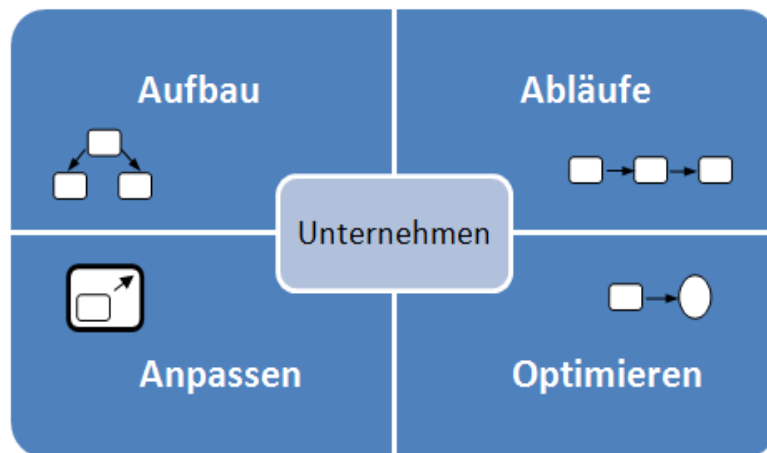 Aufbau
Abläufe
Unternehmen
Anpassen
Optimieren